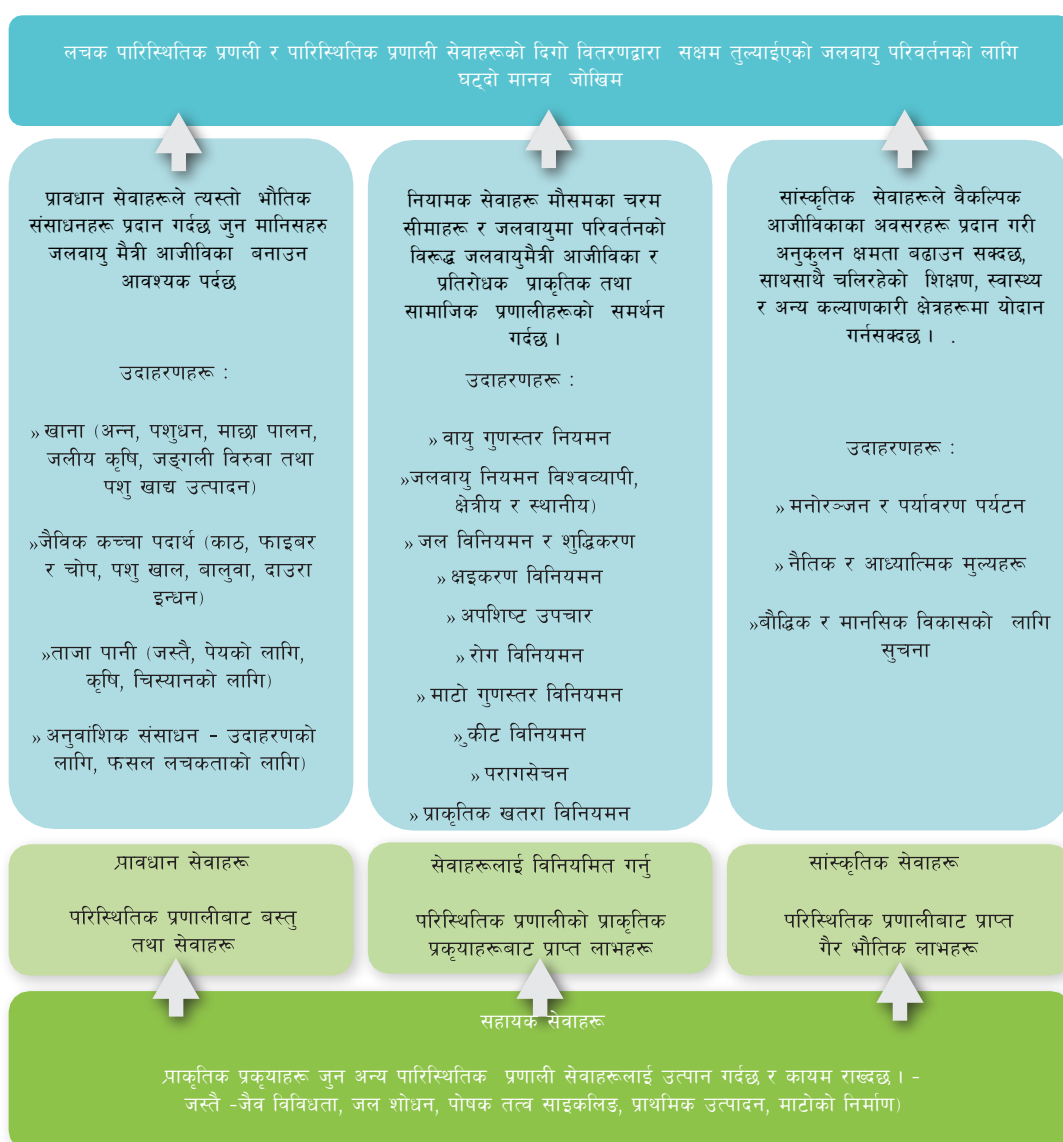 लचक पारिस्थितिक प्रणली र पारिस्थितिक प्रणाली सेवाहरूको दिगो वितरणद्वारा सक्षम तुल्याईएको जलवायु परिवर्तनको लागि
घट्दो मानव जोखिम
प्रावधान सेवाहरूले त्यस्तो भौतिक
संसाधनहरू प्रदान गर्दछ जुन मानिसहरु
जलवायु मैत्री आजीविका बनाउन
आवश्यक पर्दछ
उदाहरणहरू :
» खाना (अन्न, पशुधन, माछा पालन,
जलीय कृषि, जङ्गली विरुवा तथा
पशु खाद्य उत्पादन)
»जैविक कच्चा पदार्थ (काठ, फाइबर
र चोप, पशु खाल, बालुवा, दाउरा
इन्धन)
»ताजा पानी (जस्तै, पेयको लागि,
कृषि, चिस्यानको लागि)
» अनुवांशिक संसाधन - उदाहरणको
लागि, फसल लचकताको लागि)
नियामक सेवाहरू मौसमका चरम
सीमाहरू र जलवायुमा परिवर्तनको
विरूद्ध जलवायुमैत्री आजीविका र
प्रतिरोधक प्राकृतिक तथा
सामाजिक प्रणालीहरूको समर्थन
गर्दछ ।
उदाहरणहरू :
» वायु गुणस्तर नियमन
»जलवायु नियमन विश्वव्यापी,
क्षेत्रीय र स्थानीय)
» जल विनियमन र शुद्धिकरण
» क्षइकरण विनियमन
» अपशिष्ट उपचार
» रोग विनियमन
» माटो गुणस्तर विनियमन
» कीट विनियमन
» परागसेचन
» प्राकृतिक खतरा विनियमन
सांस्कृतिक सेवाहरूले वैकल्पिक
आजीविकाका अवसरहरू प्रदान गरी
अनुकुलन क्षमता बढाउन सक्दछ,
साथसाथै चलिरहेको शिक्षण, स्वास्थ्य
र अन्य कल्याणकारी क्षेत्रहरूमा योदान
गर्नसक्दछ । .
उदाहरणहरू :
» मनोरञ्जन र पर्यावरण पर्यटन
» नैतिक र आध्यात्मिक मुल्यहरू
»बौद्धिक र मानसिक विकासको लागि
सुचना
प्रावधान सेवाहरू
परिस्थितिक प्रणालीबाट बस्तु
तथा सेवाहरू
सेवाहरूलाई विनियमित गर्नु
परिस्थितिक प्रणालीको प्राकृतिक
प्रकृयाहरूबाट प्राप्त लाभहरू
सांस्कृतिक सेवाहरू
परिस्थितिक प्रणालीबाट प्राप्त
गैर भौतिक लाभहरू
सहायक सेवाहरू
प्राकृतिक प्रकृयाहरू जुन अन्य पारिस्थितिक प्रणाली सेवाहरूलाई उत्पान गर्दछ र कायम राख्दछ । -
जस्तै -जैव विविधता, जल शोधन, पोषक तत्व साइकलिङ, प्राथमिक उत्पादन, माटोको निर्माण)